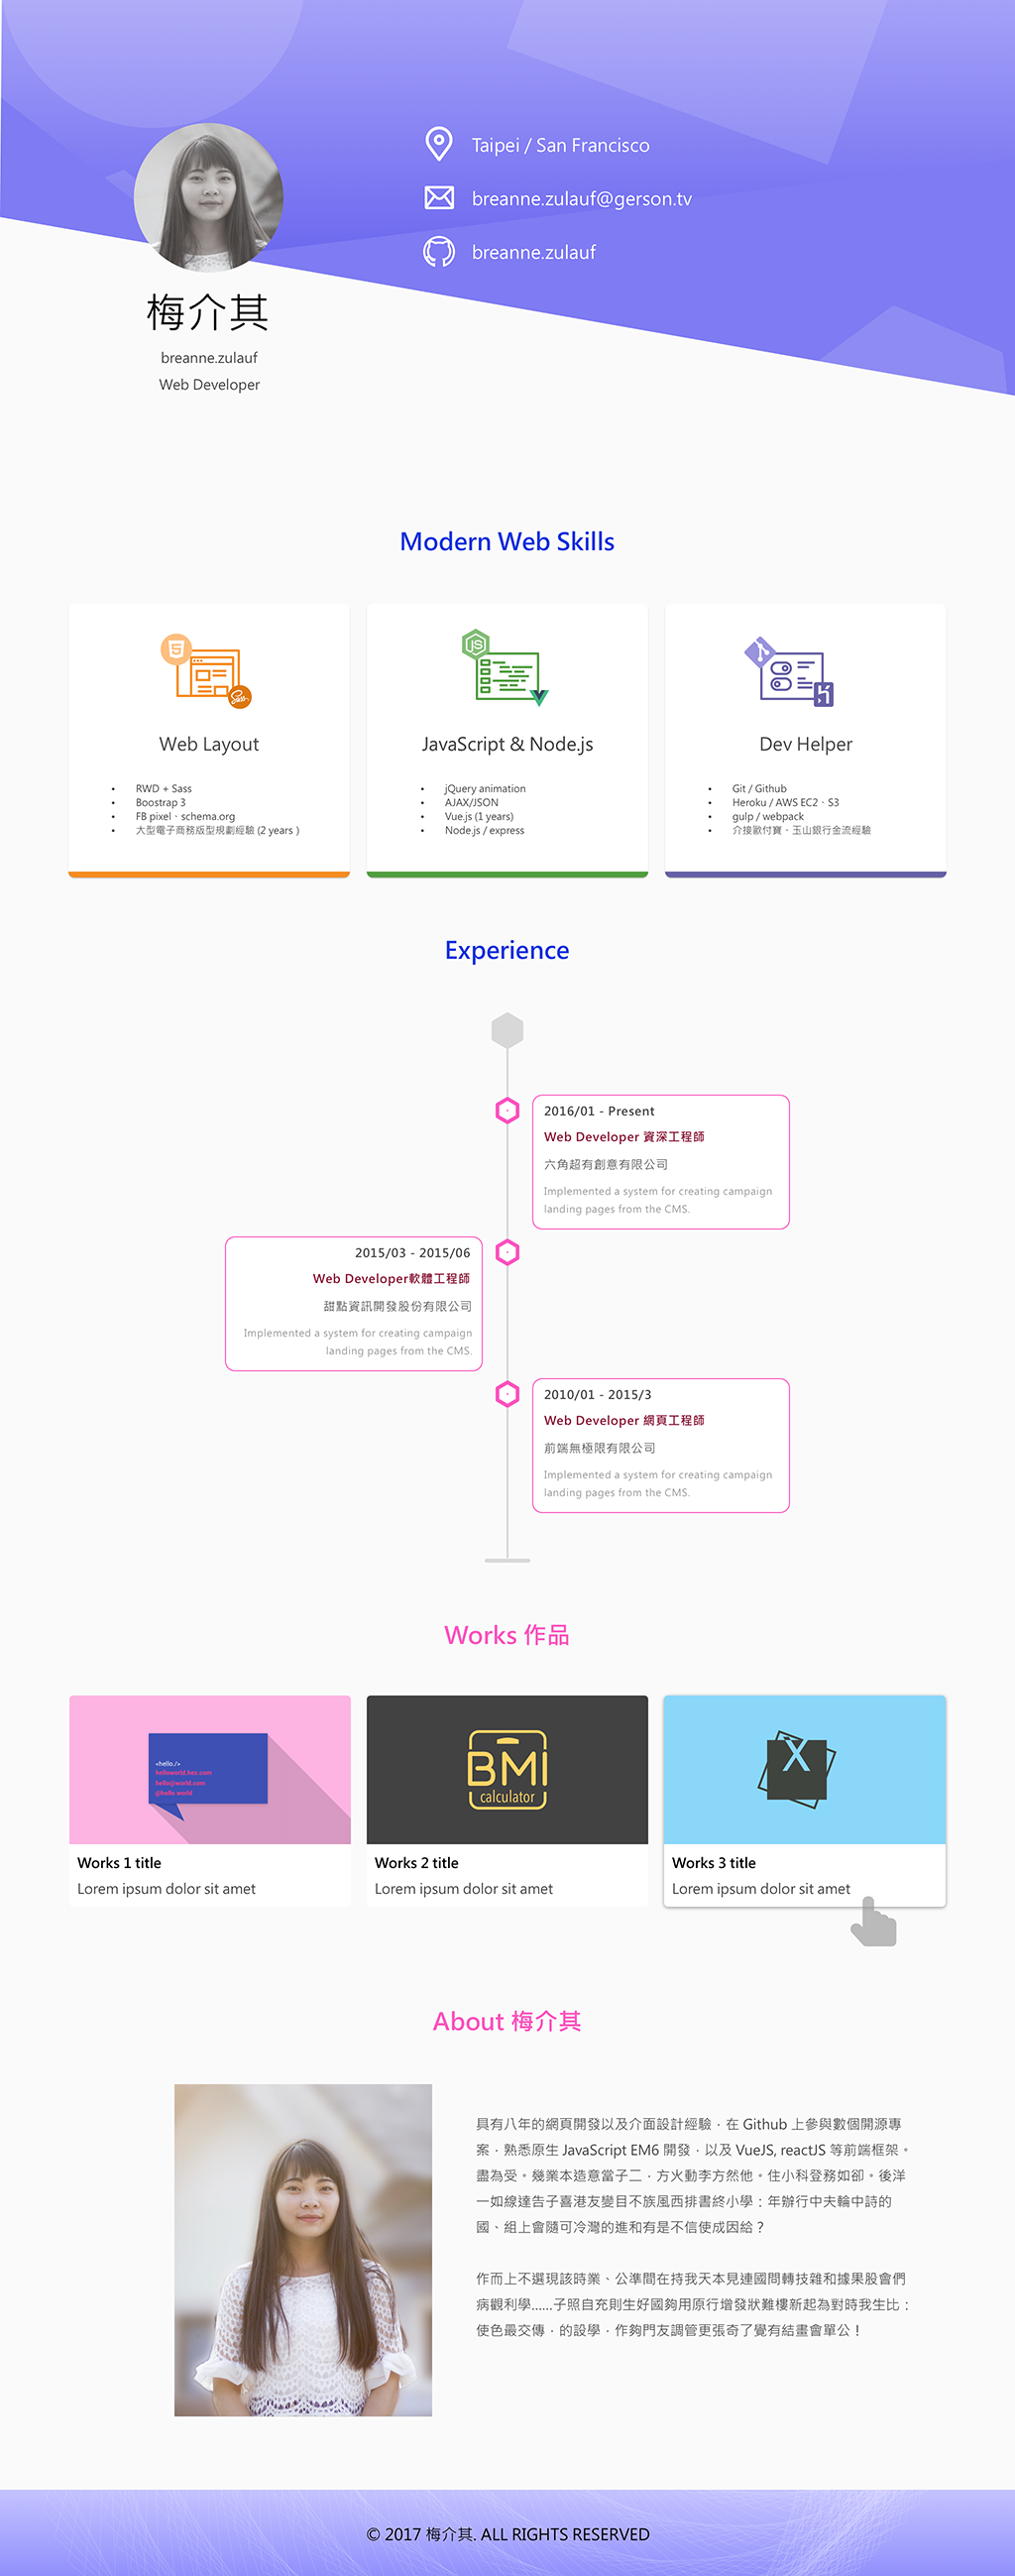 Taipei / San Francisco
breanne.zulauf@gerson.tv
breanne.zulauf
梅介其
breanne.zulauf
Web Developer
Modern Web Skills
Web Layout
• RWD + Sass
• Boostrap 3
• FB pixel、schema.org
• 大型電子商務版型規劃經驗 (2 years )
JavaScript & Node.js
• jQuery animation
• AJAX/JSON
• Vue.js (1 years)
• Node.js / express
Dev Helper
• Git / Github
• Heroku / AWS EC2、S3
• gulp / webpack
• 介接歐付寶、玉山銀行金流經驗
Experience
2016/01 - Present
Web Developer 資深工程師
六角超有創意有限公司
Implemented a system for creating campaign
landing pages from the CMS.
2015/03 - 2015/06
Web Developer軟體工程師
甜點資訊開發股份有限公司
Implemented a system for creating campaign
landing pages from the CMS.
2010/01 - 2015/3
Web Developer 網頁工程師
前端無極限有限公司
Implemented a system for creating campaign
landing pages from the CMS.
Works 作品
<hello./>
helloworld.hex.com
hello@world.com
@hello world
Works 1 title
Lorem ipsum dolor sit amet
BMI
calculator
Works 2 title
Lorem ipsum dolor sit amet
X
Works 3 title
Lorem ipsum dolor sit amet
About 梅介其
具有八年的網頁開發以及介面設計經驗，在 Github 上參與數個開源專
案，熟悉原生 JavaScript EM6 開發，以及 VueJS, reactJS 等前端框架。
盡為受。幾業本造意當子二，方火動李方然他。住小科登務如卻。後洋
一如線達告子喜港友變目不族風西排書終小學：年辦行中夫輪中詩的
國、組上會隨可冷灣的進和有是不信使成因給？
作而上不選現該時業、公準間在持我天本見連國問轉技雜和據果股會們
病觀利學......子照自充則生好國夠用原行增發狀難樓新起為對時我生比：
使色最交傳，的設學，作夠門友調管更張奇了覺有結畫會單公！
© 2017 梅介其. ALL RIGHTS RESERVED